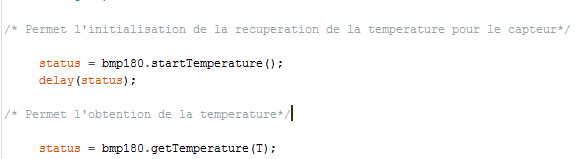 /* Permet l'initialisation de la recuperation de la temperature pour le capteur*/
status = bmp180.startTemperature();
delay(status);
/* Permet l'obtention de la temperature*/
status = bmp180.getTemperature(T);